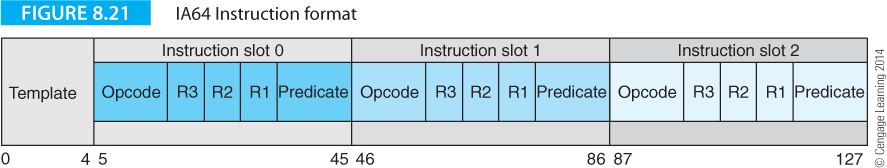 FIGURE 8.21 IA64 Instruction format
Instruction slot 0 Instruction slot 1 Instruction slot 2
Template Opcode R3 R2 R1 Predicate Opcode R3 R2 R1 Predicate Opcode R3 R2 R1 Predicate
0 4 5 45 46 86 87 127
© Cengage Learning 2014